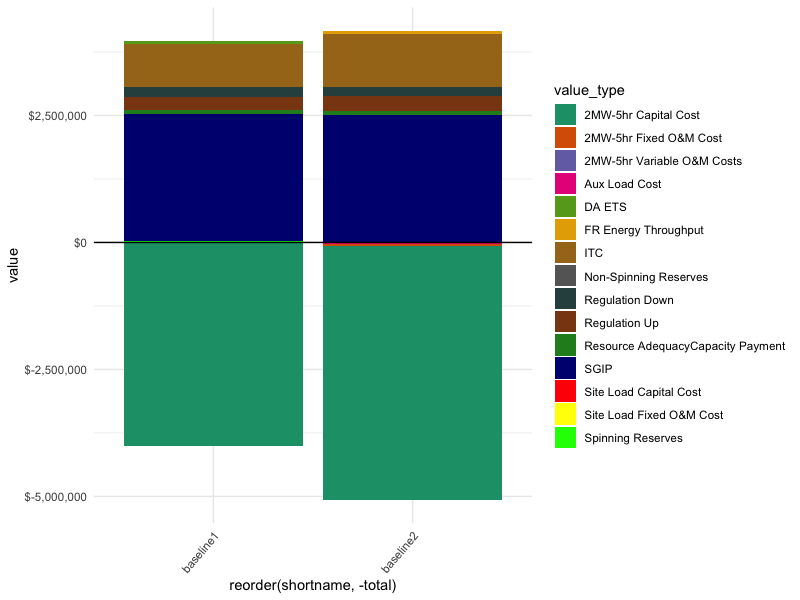 value
$2,500,000
$0
$-2,500,000
$-5,000,000
baseline1
baseline2
reorder(shortname, -total)
value_type
2MW-5hr Capital Cost
2MW-5hr Fixed O&M Cost
2MW-5hr Variable O&M Costs
Aux Load Cost
DA ETS
FR Energy Throughput
ITC
Non-Spinning Reserves
Regulation Down
Regulation Up
Resource AdequacyCapacity Payment
SGIP
Site Load Capital Cost
Site Load Fixed O&M Cost
Spinning Reserves